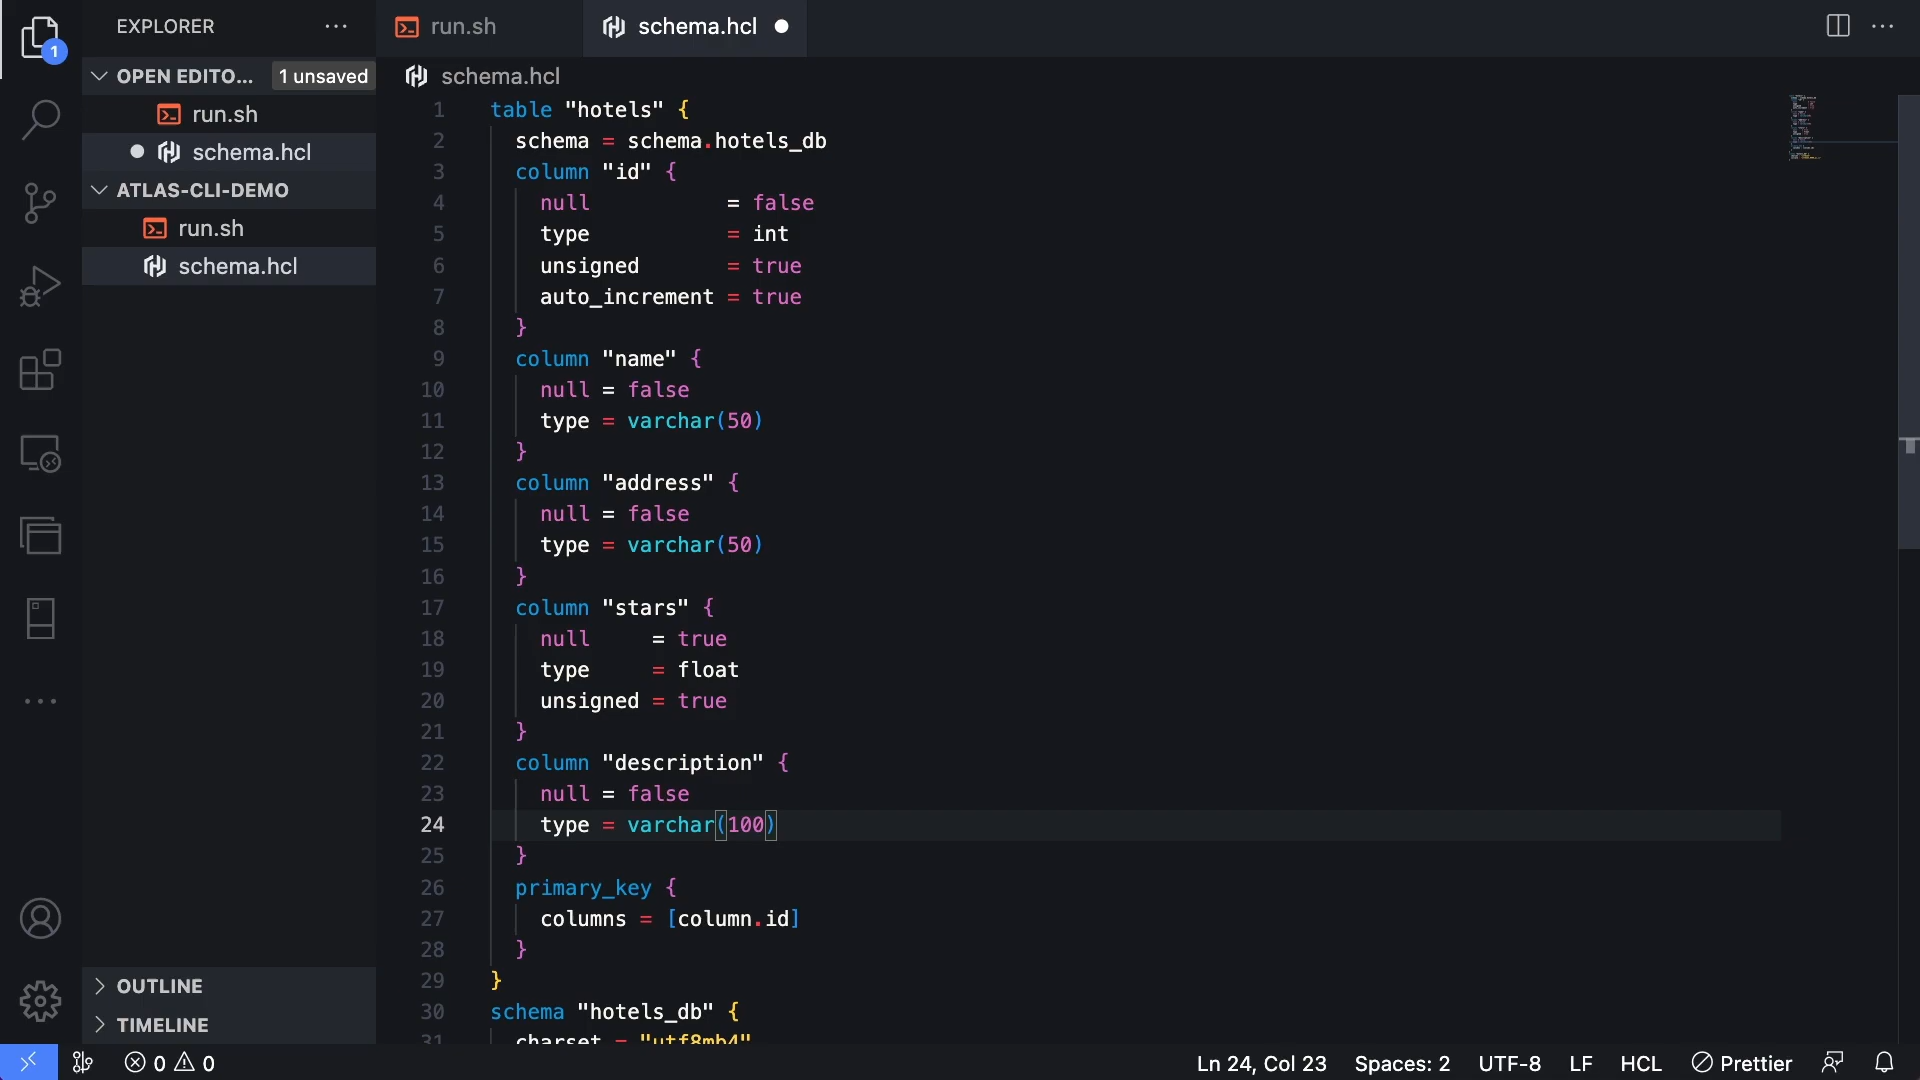 EXPLORER
run.sh
schema.hcl
1
OPEN EDITO... 1 unsaved
run.sh
schema.hcl
ATLAS-CLI-DEMO
run.sh
schema.hcl
OUTLINE
TIMELINE
schema.hcl
1 table "hotels" {
2 schema = schema.hotels_db
3 column "id" {
4 null = false
5 type = int
6 unsigned = true
7 auto_increment = true
8 }
9 column "name" {
10 null = false
11 type = varchar(50)
12 }
13 column "address" {
14 null = false
15 type = varchar(50)
16 }
17 column "stars" {
18 null = true
19 type = float
20 unsigned = true
21 }
22 column "description" {
23 null = false
24 type = varchar(100)
25 }
26 primary_key {
27 columns = [column.id]
28 }
29 }
30 schema "hotels_db" {
31 charset = "utf8mb4"
0 0 Ln 24, Col 23 Spaces: 2 UTF-8 LF HCL Prettier